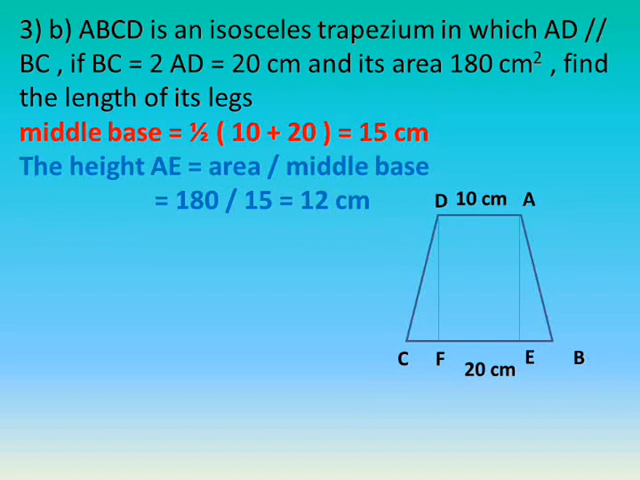 3) b) ABCD is an isosceles trapezium in which AD //
BC , if BC = 2 AD = 20 cm and its area 180 cm² , find
the length of its legs
middle base = ½ ( 10 + 20 ) = 15 cm
The height AE = area / middle base
= 180 / 15 = 12 cm
D 10 cm A
C F E B
20 cm